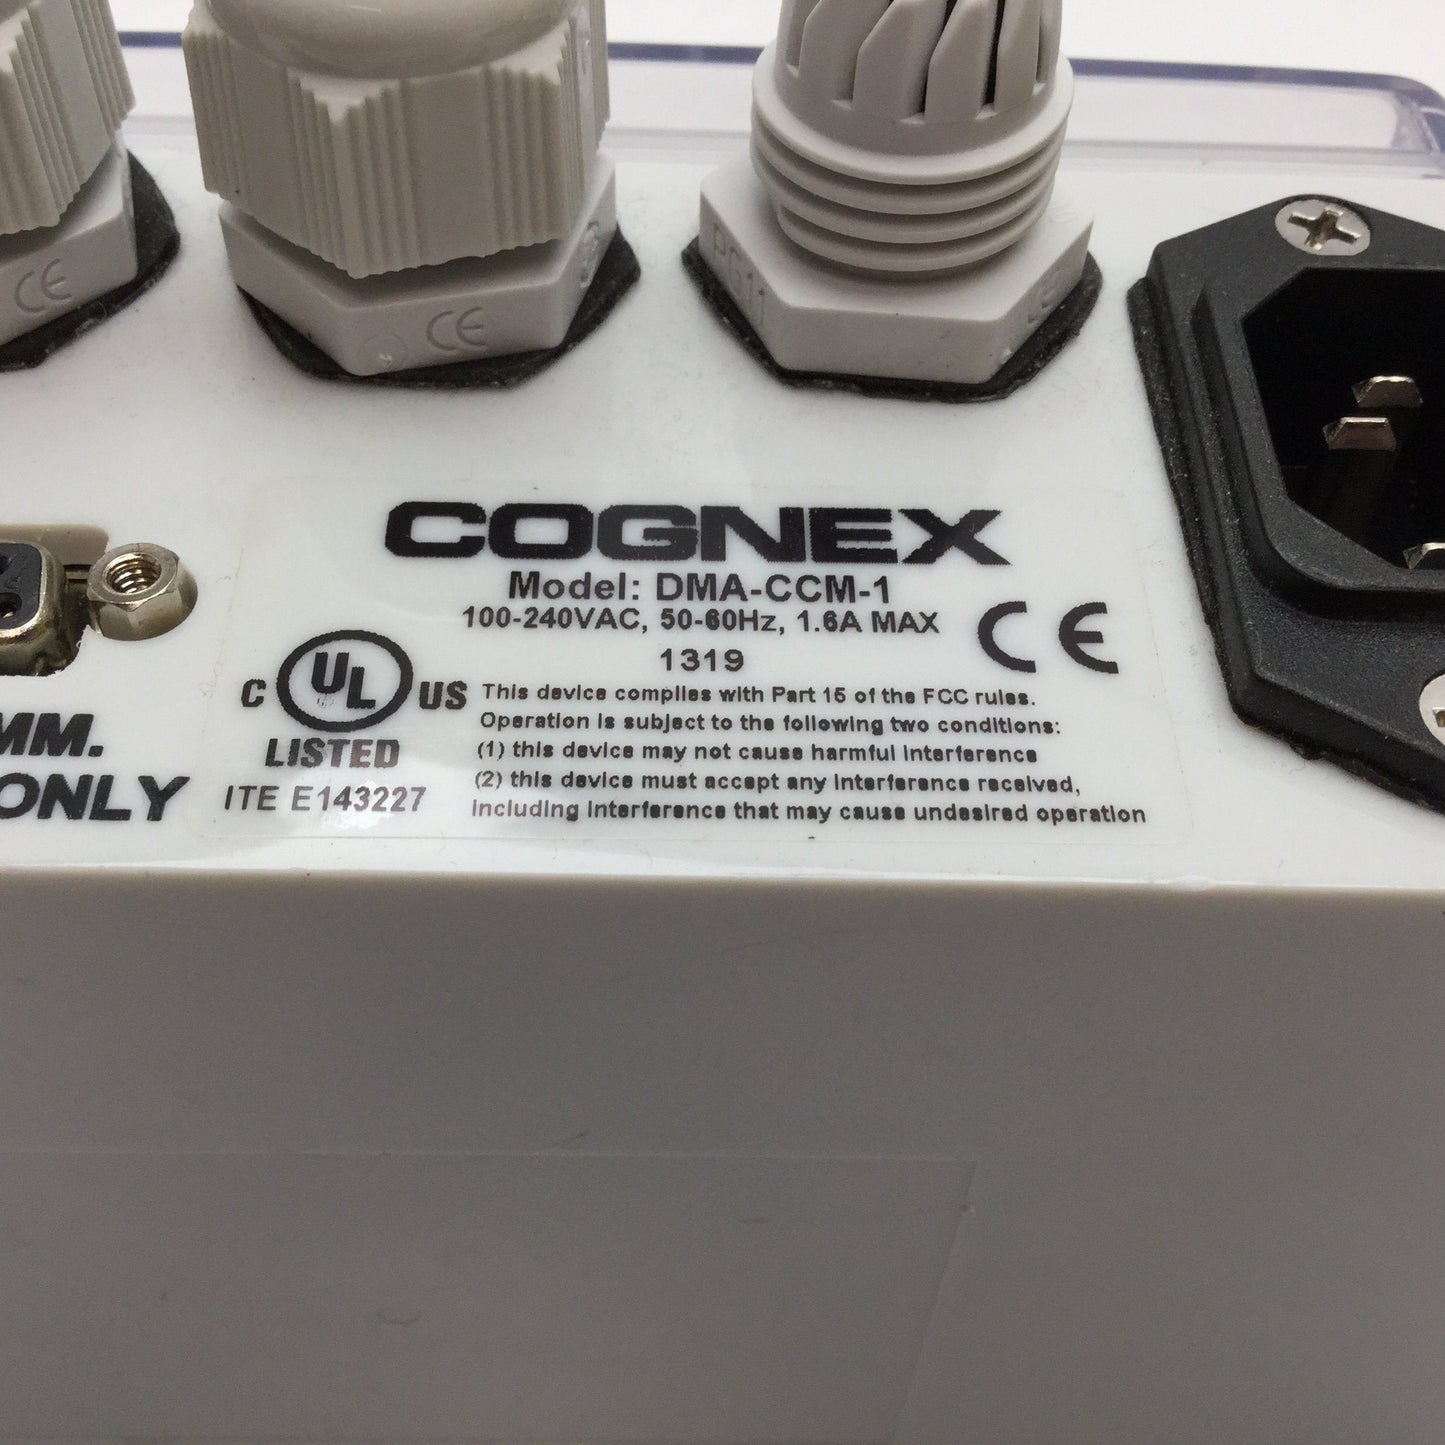 CE
CE
PG11
COGNEX
Model: DMA-CCM-1
100-240VAC, 50-60Hz, 1.6A MAX
CE
1319
C UL US
LISTED
ITE E143227
This device complies with Part 15 of the FCC rules.
Operation is subject to the following two conditions:
(1) this device may not cause harmful interference
(2) this device must accept any interference received,
including interference that may cause undesired operation
MM.
ONLY